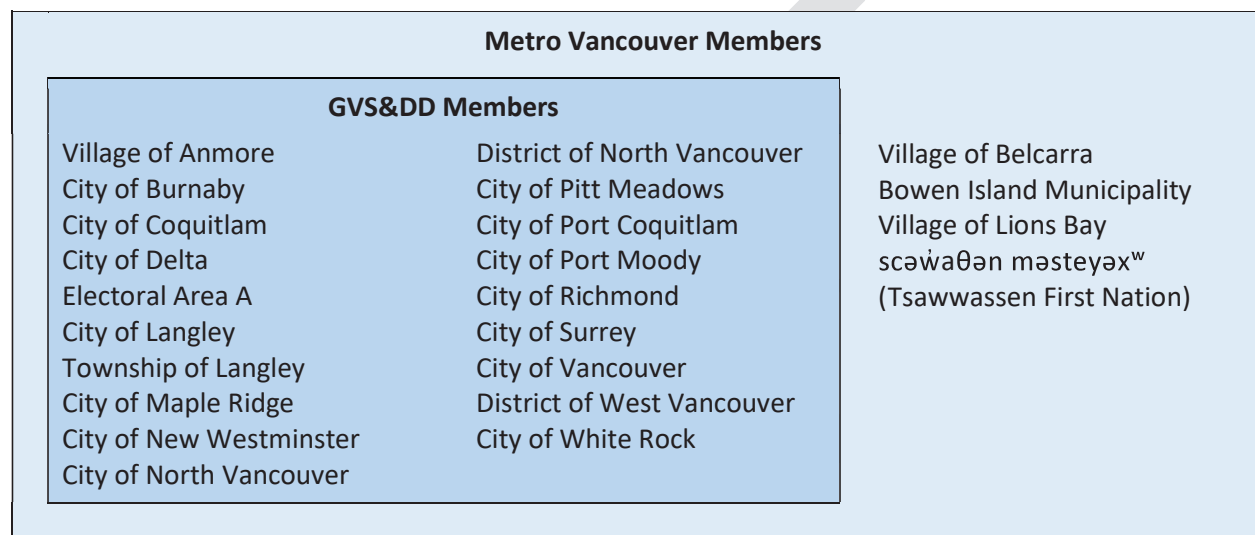 Metro Vancouver Members
GVS&DD Members
Village of Anmore
City of Burnaby
City of Coquitlam
City of Delta
Electoral Area A
City of Langley
Township of Langley
City of Maple Ridge
City of New Westminster
City of North Vancouver
District of North Vancouver
City of Pitt Meadows
City of Port Coquitlam
City of Port Moody
City of Richmond
City of Surrey
City of Vancouver
District of West Vancouver
City of White Rock
Village of Belcarra
Bowen Island Municipality
Village of Lions Bay
scəw̓aθən məsteyəxʷ
(Tsawwassen First Nation)